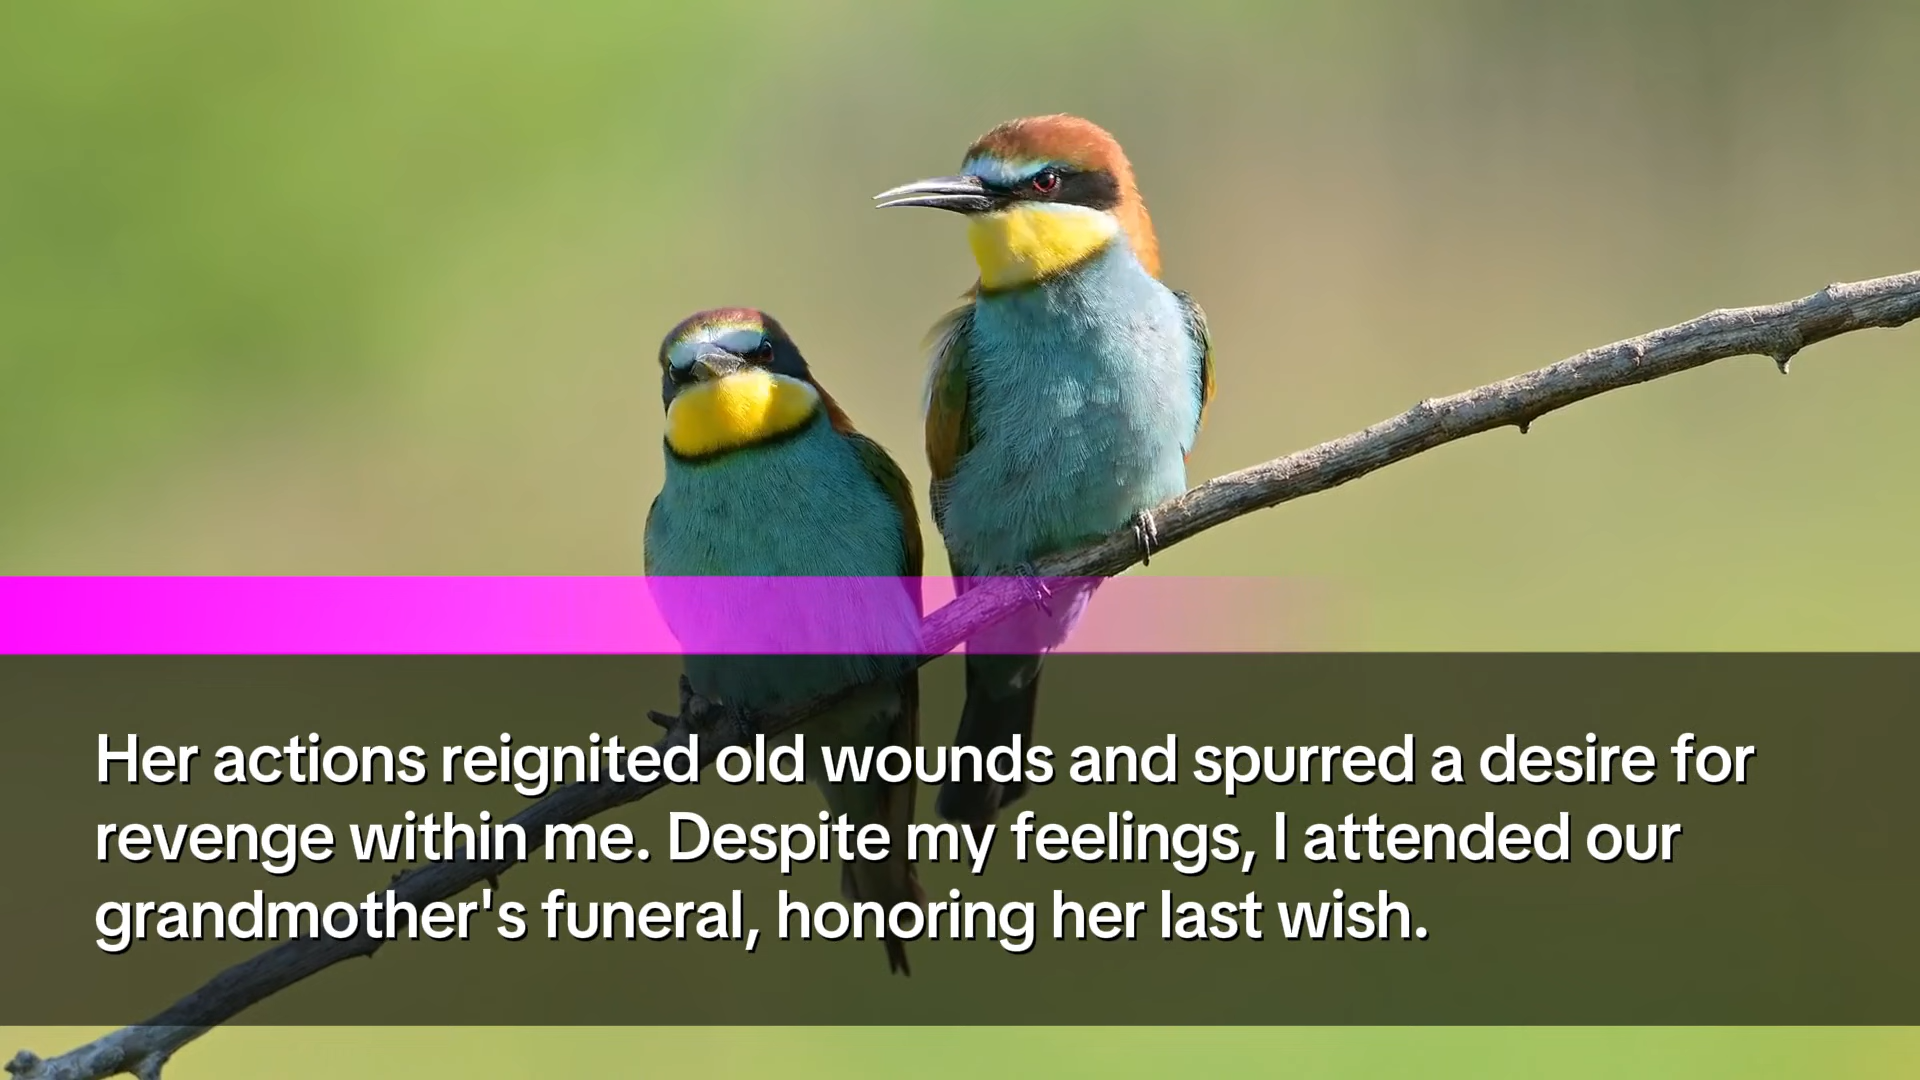 Her actions reignited old wounds and spurred a desire for
revenge within me. Despite my feelings, I attended our
grandmother's funeral, honoring her last wish.